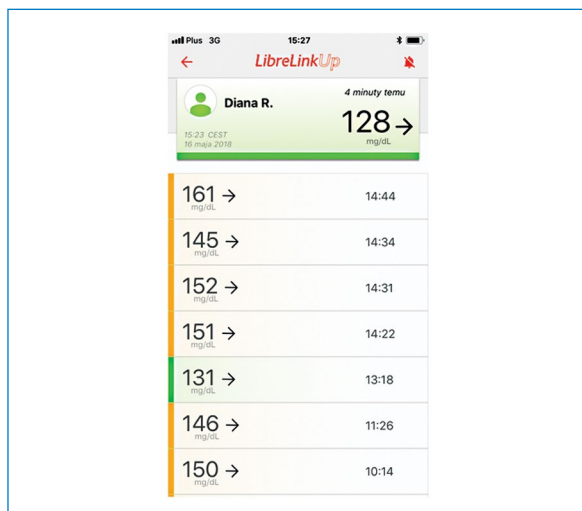 Plus 3G 15:27
LibreLinkUp
4 minuty temu
Diana R.
128 →
mg/dL
15:23 CEST
16 maja 2018
161 → 14:44
mg/dL
145 → 14:34
mg/dL
152 → 14:31
mg/dL
151 → 14:22
mg/dL
131 → 13:18
mg/dL
146 → 11:26
mg/dL
150 → 10:14
mg/dL